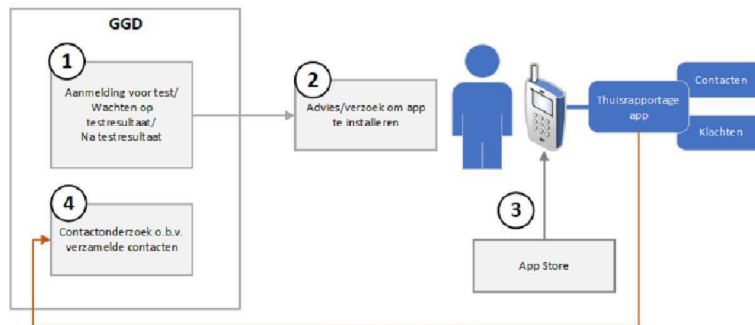 GGD
1
Aanmelding voor test/
Wachten op
testresultaat/
Na testresultaat
2
Advies/verzoek om app
te installeren
Thuisrapportage
app
Contacten
Klachten
4
Contactonderzoek o.b.v.
verzamelde contacten
3
App Store